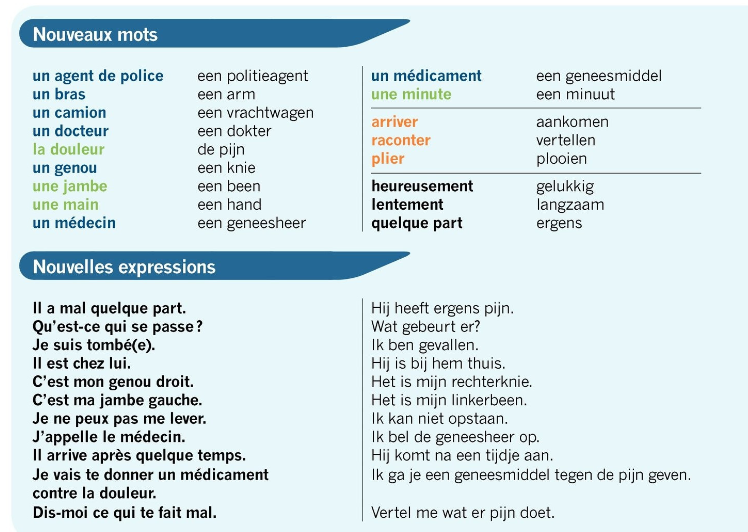 Nouveaux mots
un agent de police een politieagent
un bras een arm
un camion een vrachtwagen
un docteur een dokter
la douleur de pijn
un genou een knie
une jambe een been
une main een hand
un médecin een geneesheer
un médicament een geneesmiddel
une minute een minuut
arriver aankomen
raconter vertellen
plier plooien
heureusement gelukkig
lentement langzaam
quelque part ergens
Nouvelles expressions
Il a mal quelque part. Hij heeft ergens pijn.
Qu'est-ce qui se passe ? Wat gebeurt er?
Je suis tombé(e). Ik ben gevallen.
Il est chez lui. Hij is bij hem thuis.
C'est mon genou droit. Het is mijn rechterknie.
C'est ma jambe gauche. Het is mijn linkerbeen.
Je ne peux pas me lever. Ik kan niet opstaan.
J'appelle le médecin. Ik bel de geneesheer op.
Il arrive après quelque temps. Hij komt na een tijdje aan.
Je vais te donner un médicament Ik ga je een geneesmiddel tegen de pijn geven.
contre la douleur.
Dis-moi ce qui te fait mal. Vertel me wat er pijn doet.